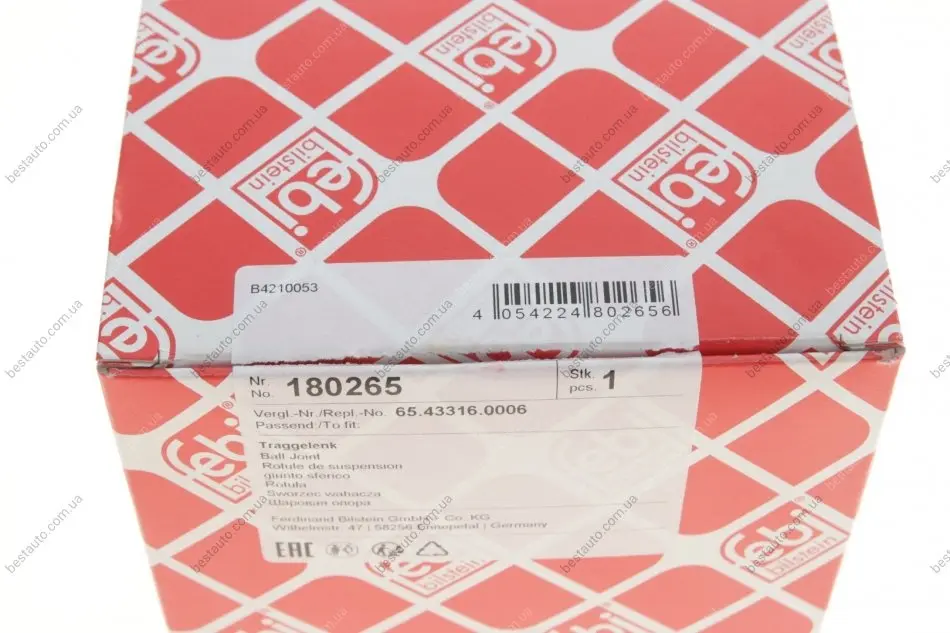 febi
bilstein
B4210053
4 054224 802656
Nr.
No. 180265
Stk.
pcs. 1
Vergl.-Nr./Repl.-No. 65.43316.0006
Passend:/To fit:
Traggelenk
Ball Joint
Rotule de suspension
giunto sferico
Rotula
Sworzec wahacza
Шаровая опора
Ferdinand Bilstein GmbH + Co. KG
Wilhelmstr. 47 | 58256 Ennepetal | Germany
EAC
bestauto.com.ua